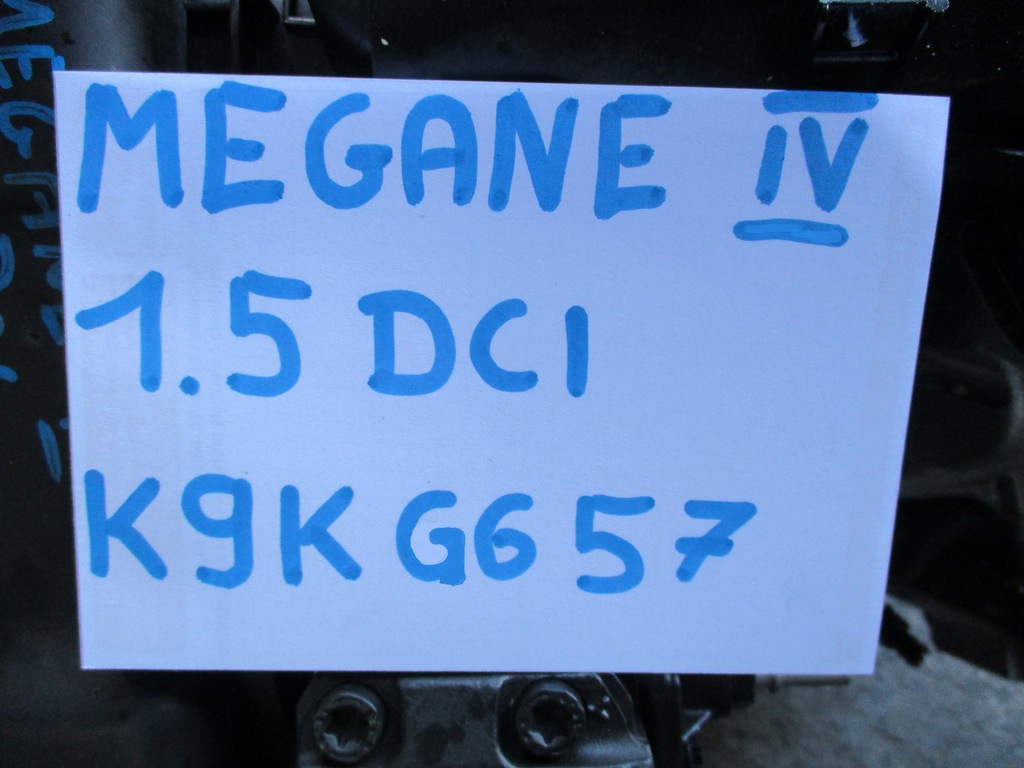 MEGANE IV
1.5 DCI
K9K G657